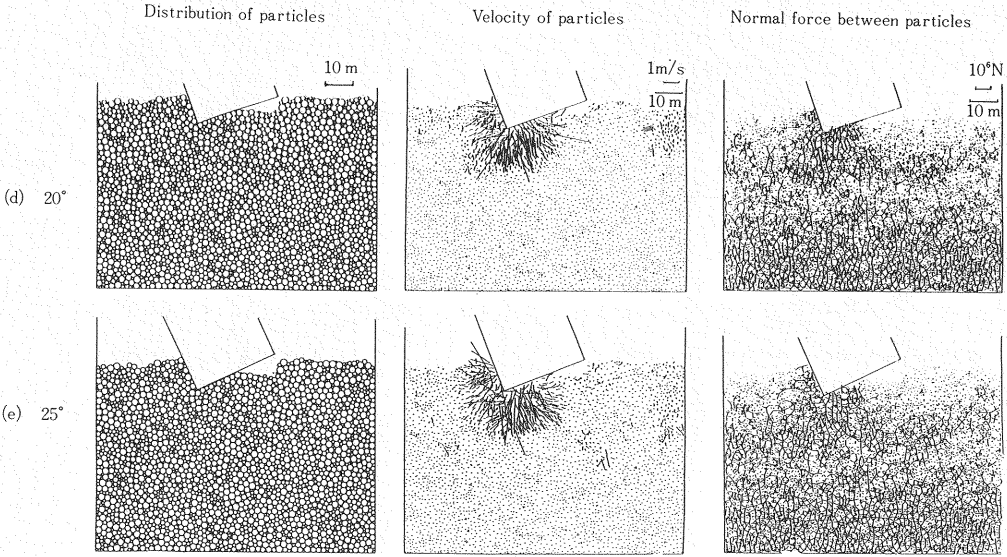 Distribution of particles
Velocity of particles
Normal force between particles
10 m
1m/s
10 m
10⁶N
10 m
(d) 20°
(e) 25°